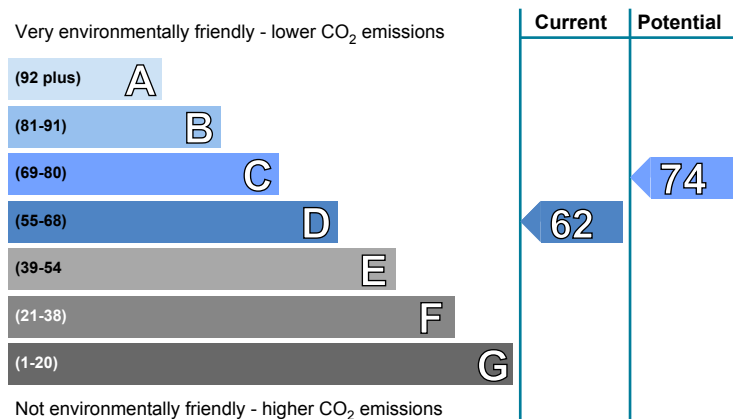 Very environmentally friendly - lower CO2 emissions
Current
Potential
(92 plus) A
(81-91) B
(69-80) C
74
(55-68) D
62
(39-54 E
(21-38) F
(1-20) G
Not environmentally friendly - higher CO2 emissions